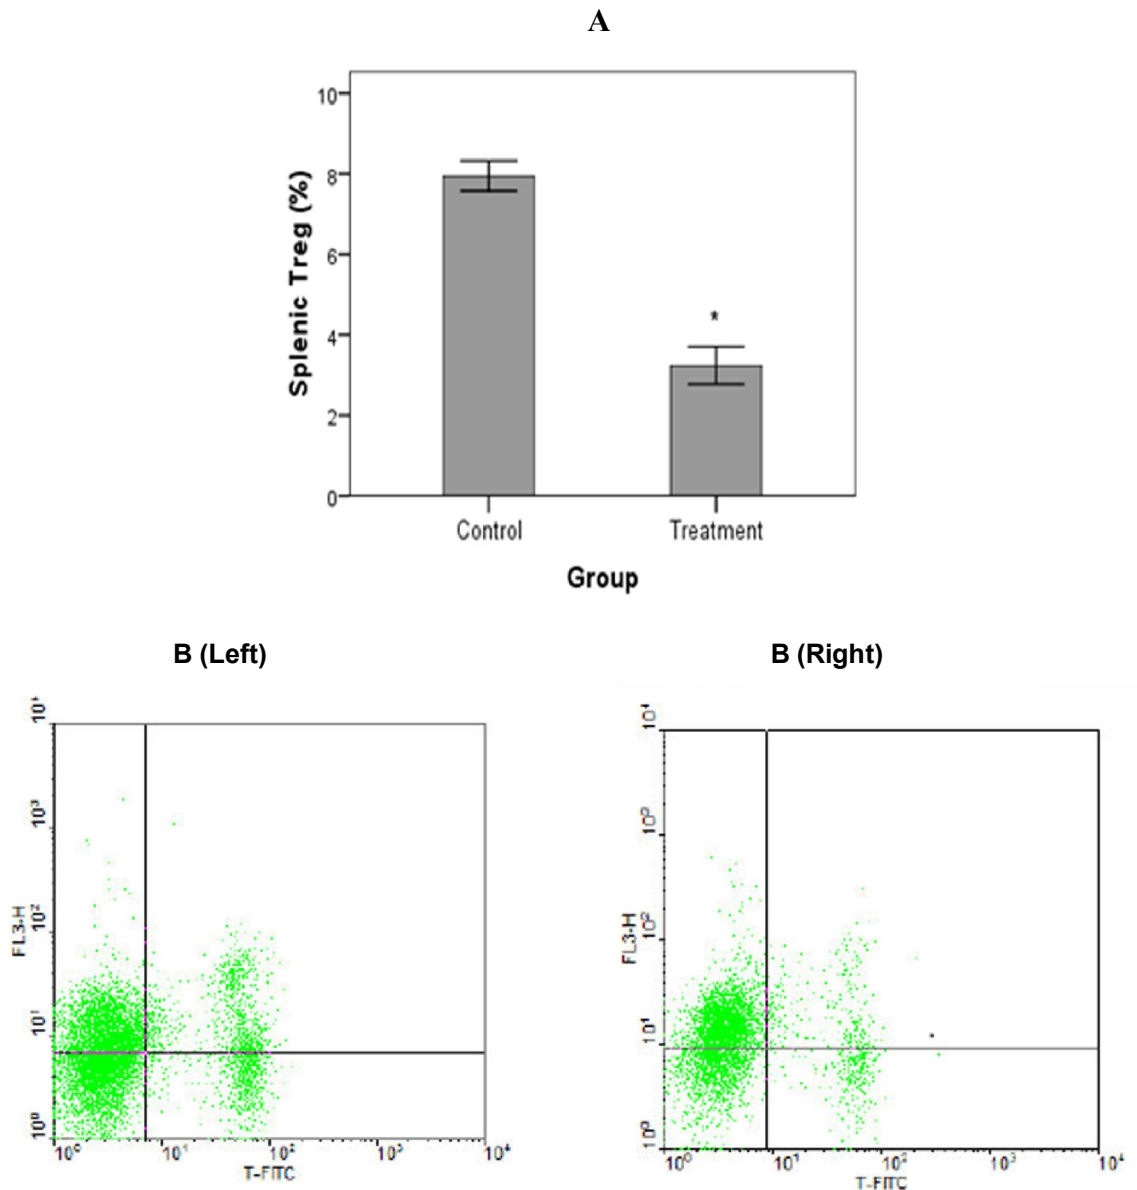 A
Splenic Treg (%)
10
8
6
4
2
0
*
Control Treatment
Group
B (Left) B (Right)
FL3-H
10⁴
10³
10²
10¹
10⁰
10⁰ 10¹ 10² 10³ 10⁴
T-FITC
FL3-H
10⁴
10³
10²
10¹
10⁰
10⁰ 10¹ 10² 10³ 10⁴
T-FITC